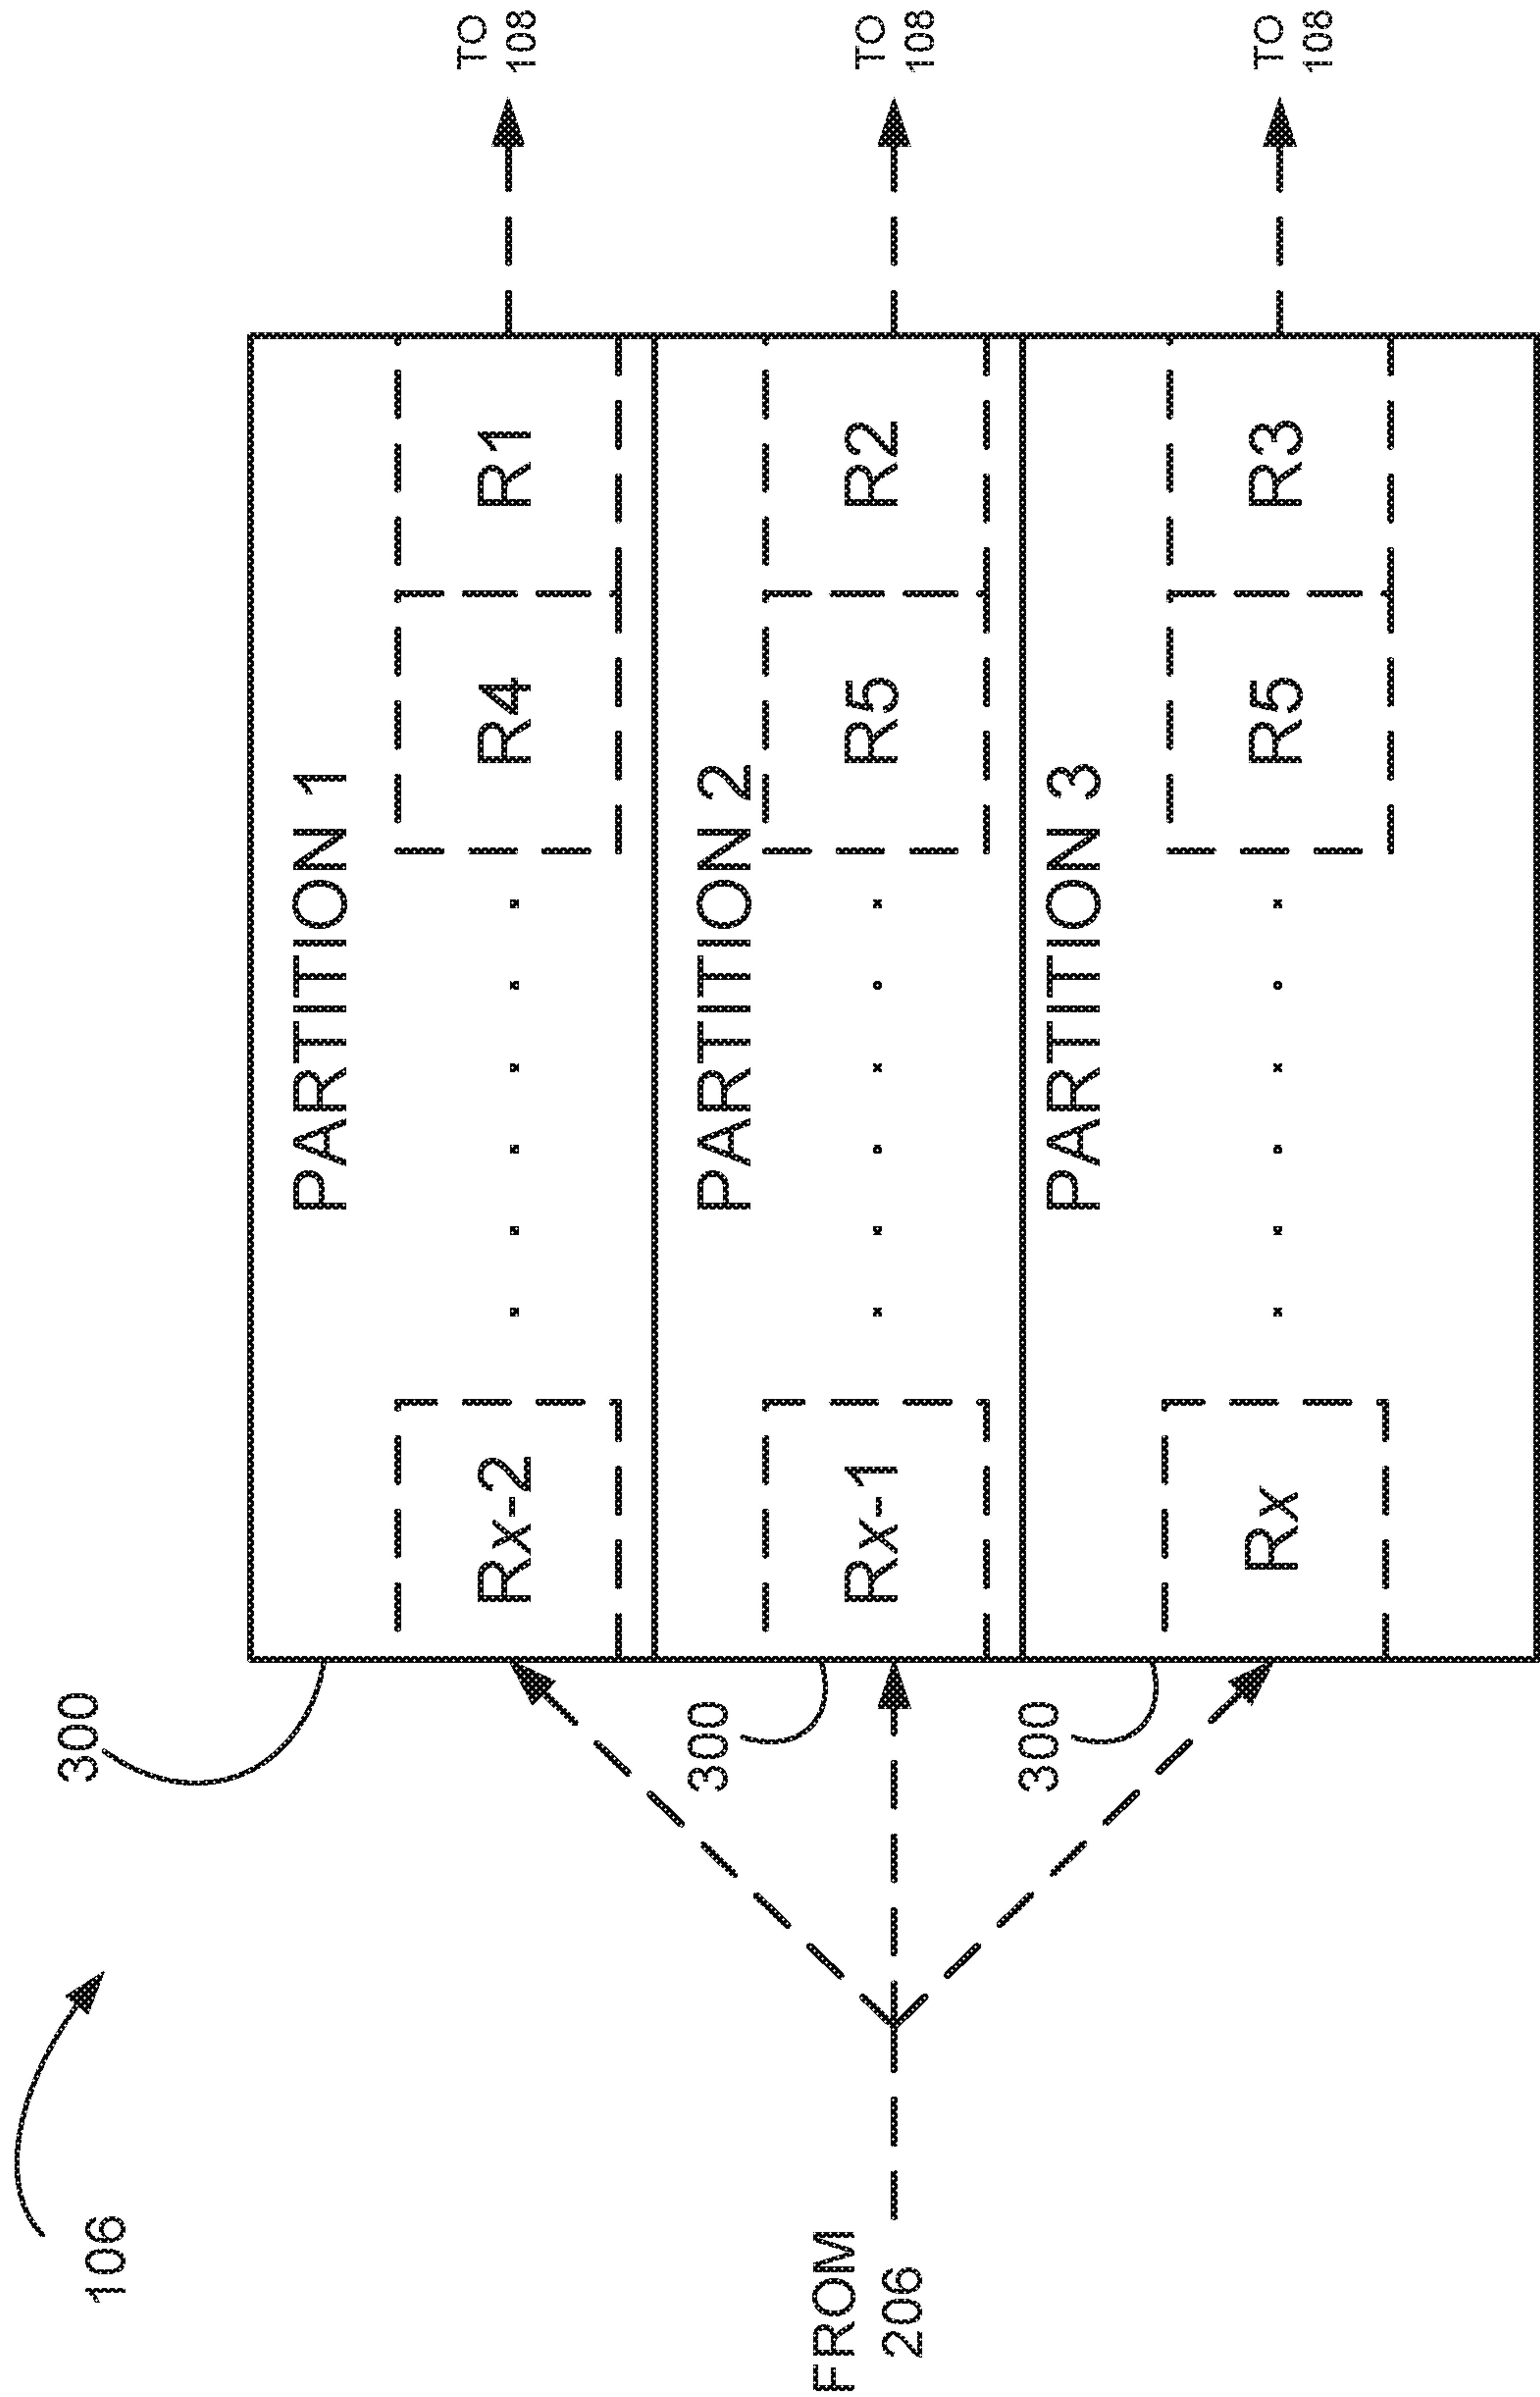 106
300
PARTITION 1
Rx-2
R4
R1
TO
108
300
PARTITION 2
FROM
206
Rx-1
R5
R2
TO
108
300
PARTITION 3
Rx
R5
R3
TO
108